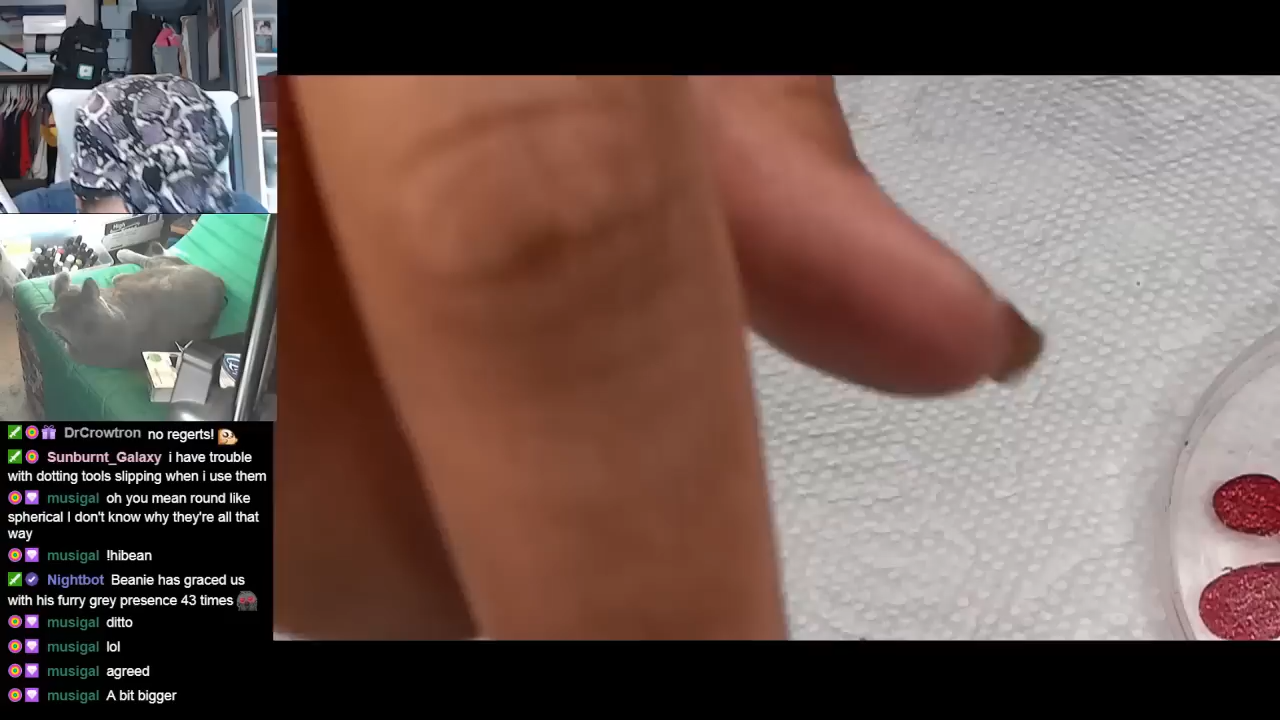 DrCrowtron no regerts!
Sunburnt_Galaxy i have trouble
with dotting tools slipping when i use them
musigal oh you mean round like
spherical I don't know why they're all that
way
musigal !hibean
Nightbot Beanie has graced us
with his furry grey presence 43 times
musigal ditto
musigal lol
musigal agreed
musigal A bit bigger